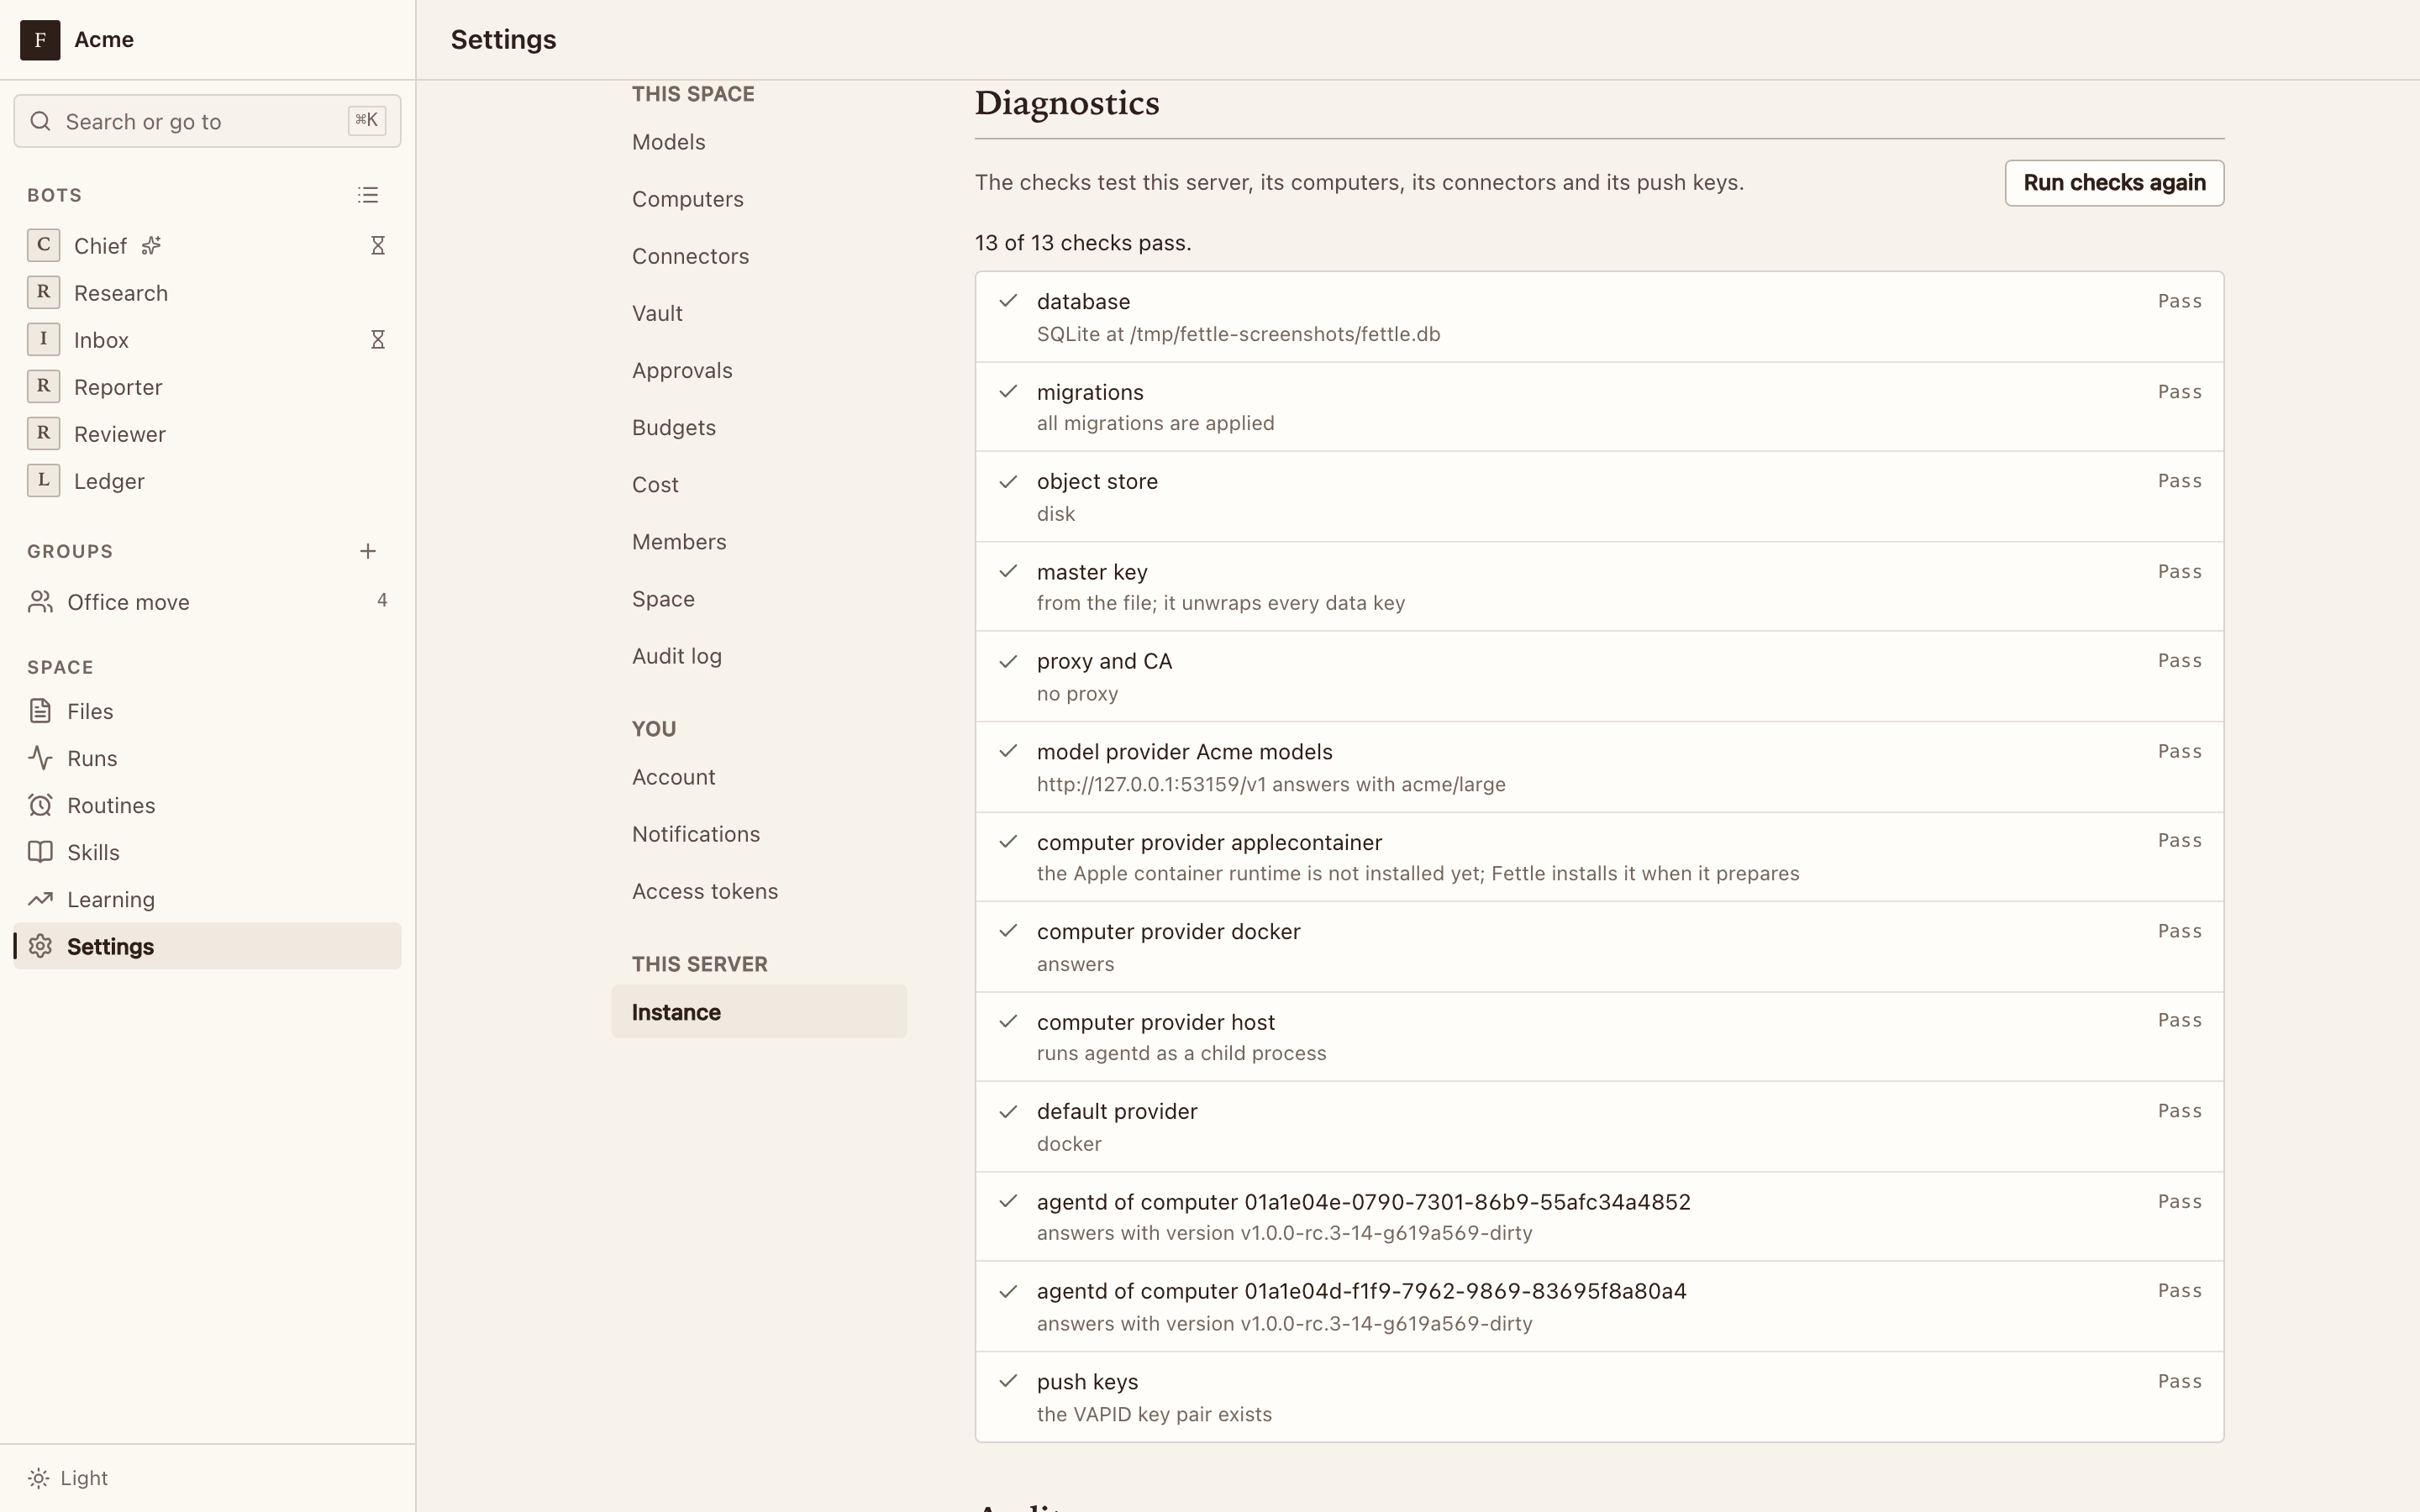 F
Acme
Search or go to
⌘K
BOTS
C
Chief
R
Research
I
Inbox
R
Reporter
R
Reviewer
L
Ledger
GROUPS
Office move
4
SPACE
Files
Runs
Routines
Skills
Learning
Settings
Light
Settings
THIS SPACE
Models
Computers
Connectors
Vault
Approvals
Budgets
Cost
Members
Space
Audit log
YOU
Account
Notifications
Access tokens
THIS SERVER
Instance
Diagnostics
The checks test this server, its computers, its connectors and its push keys.
Run checks again
13 of 13 checks pass.
database
Pass
SQLite at /tmp/fettle-screenshots/fettle.db
migrations
Pass
all migrations are applied
object store
Pass
disk
master key
Pass
from the file; it unwraps every data key
proxy and CA
Pass
no proxy
model provider Acme models
Pass
http://127.0.0.1:53159/v1 answers with acme/large
computer provider applecontainer
Pass
the Apple container runtime is not installed yet; Fettle installs it when it prepares
computer provider docker
Pass
answers
computer provider host
Pass
runs agentd as a child process
default provider
Pass
docker
agentd of computer 01a1e04e-0790-7301-86b9-55afc34a4852
Pass
answers with version v1.0.0-rc.3-14-g619a569-dirty
agentd of computer 01a1e04d-f1f9-7962-9869-83695f8a80a4
Pass
answers with version v1.0.0-rc.3-14-g619a569-dirty
push keys
Pass
the VAPID key pair exists